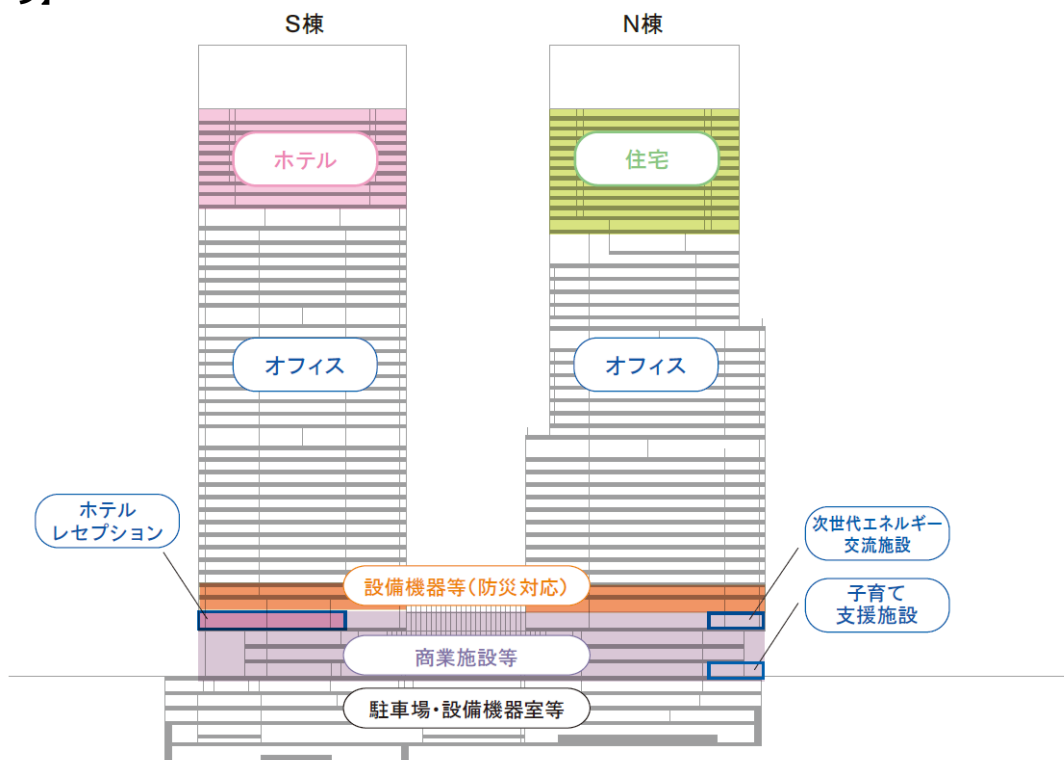 S棟
N棟
ホテル
住宅
オフィス
オフィス
ホテル
レセプション
次世代エネルギー
交流施設
設備機器等(防災対応)
子育て
支援施設
商業施設等
駐車場・設備機器室等